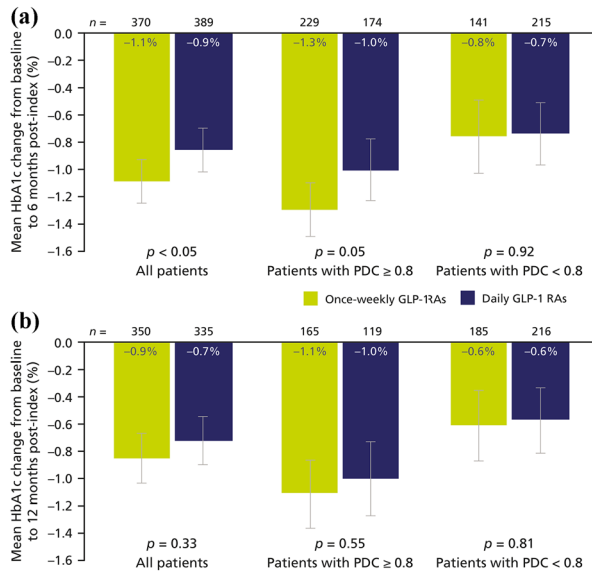 (a)
n = 370 389 229 174 141 215
0.0
−0.2
−0.4
−0.6
−0.8
−1.0
−1.2
−1.4
−1.6
Mean HbA1c change from baseline
to 6 months post-index (%)
−1.1% −0.9% −1.3% −1.0% −0.8% −0.7%
p < 0.05 p = 0.05 p = 0.92
All patients Patients with PDC ≥ 0.8 Patients with PDC < 0.8
Once-weekly GLP-1RAs Daily GLP-1 RAs
(b)
n = 350 335 165 119 185 216
0.0
−0.2
−0.4
−0.6
−0.8
−1.0
−1.2
−1.4
−1.6
Mean HbA1c change from baseline
to 12 months post-index (%)
−0.9% −0.7% −1.1% −1.0% −0.6% −0.6%
p = 0.33 p = 0.55 p = 0.81
All patients Patients with PDC ≥ 0.8 Patients with PDC < 0.8